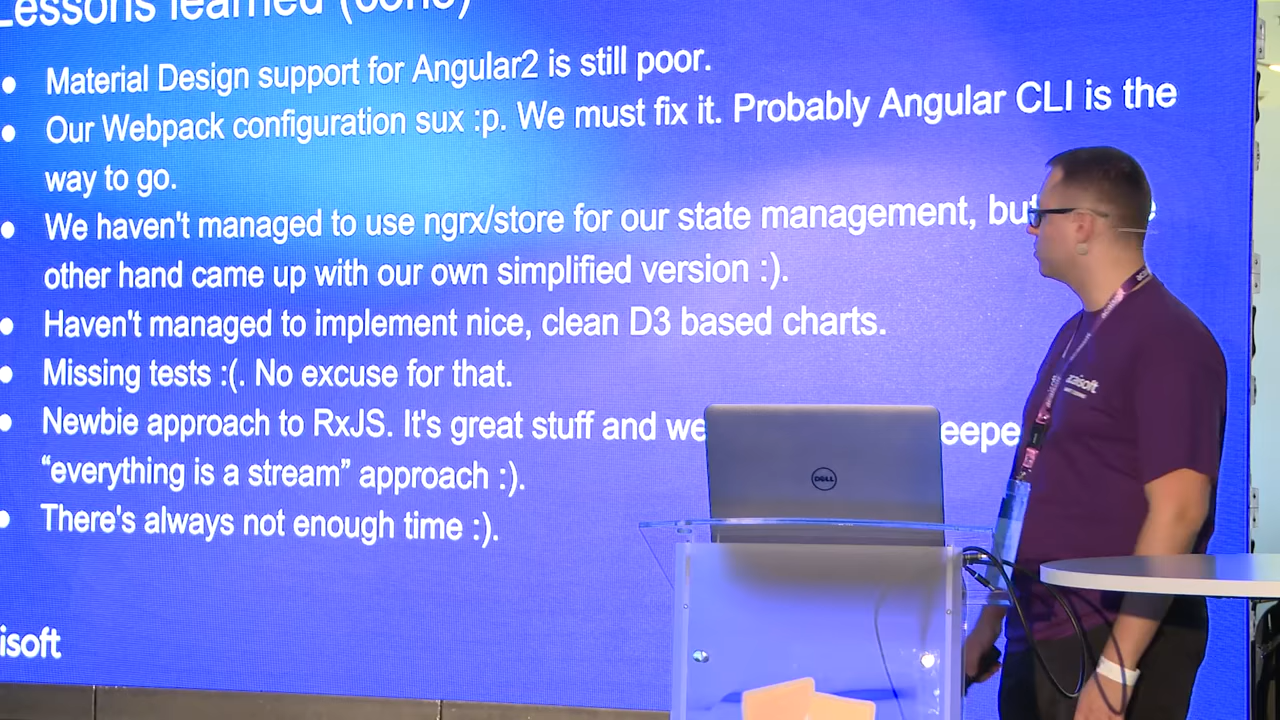 Lessons learned (cont)
• Material Design support for Angular2 is still poor.
• Our Webpack configuration sux :p. We must fix it. Probably Angular CLI is the
way to go.
• We haven't managed to use ngrx/store for our state management, but
other hand came up with our own simplified version :).
• Haven't managed to implement nice, clean D3 based charts.
• Missing tests :(. No excuse for that.
• Newbie approach to RxJS. It's great stuff and we
“everything is a stream” approach :).
• There's always not enough time :).
isoft
zaisoft
DELL